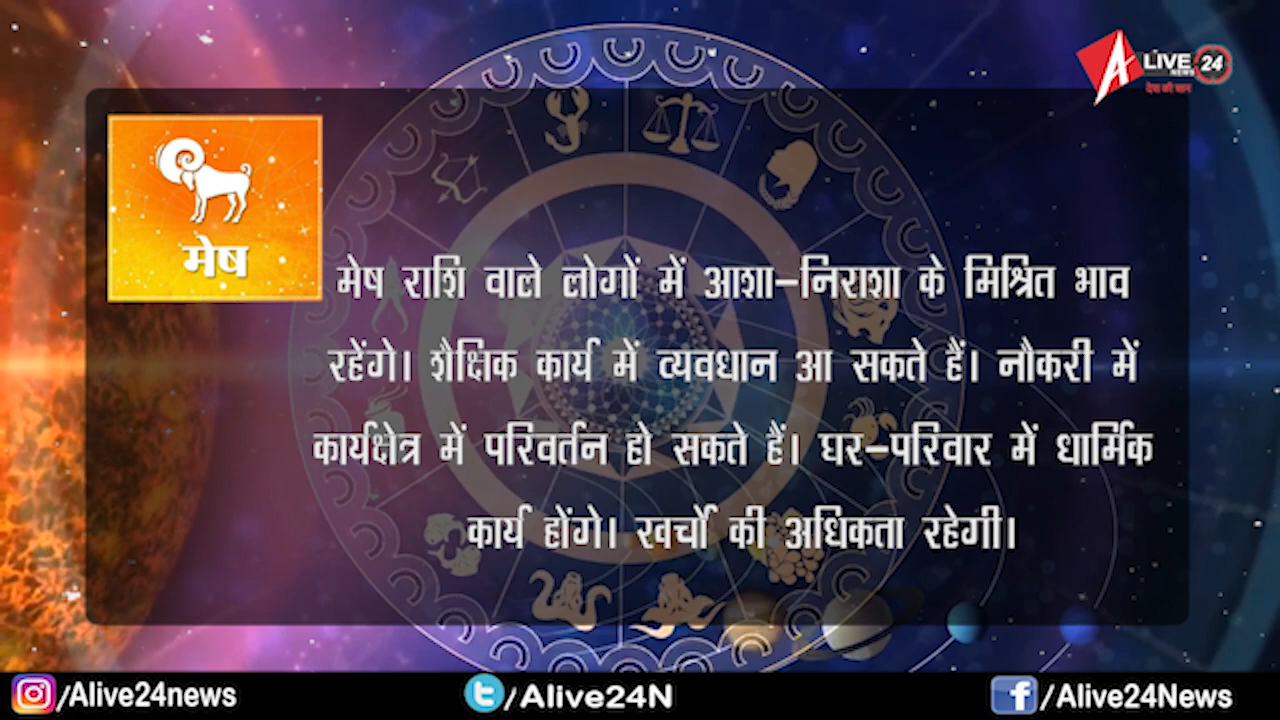 A LIVE NEWS 24
देश की शान
मेष
मेष राशि वाले लोगों में आशा-निराशा के मिश्रित भाव
रहेंगे। शैक्षिक कार्य में व्यवधान आ सकते हैं। नौकरी में
कार्यक्षेत्र में परिवर्तन हो सकते हैं। घर-परिवार में धार्मिक
कार्य होंगे। खर्चों की अधिकता रहेगी।
/Alive24news
/Alive24N
/Alive24News